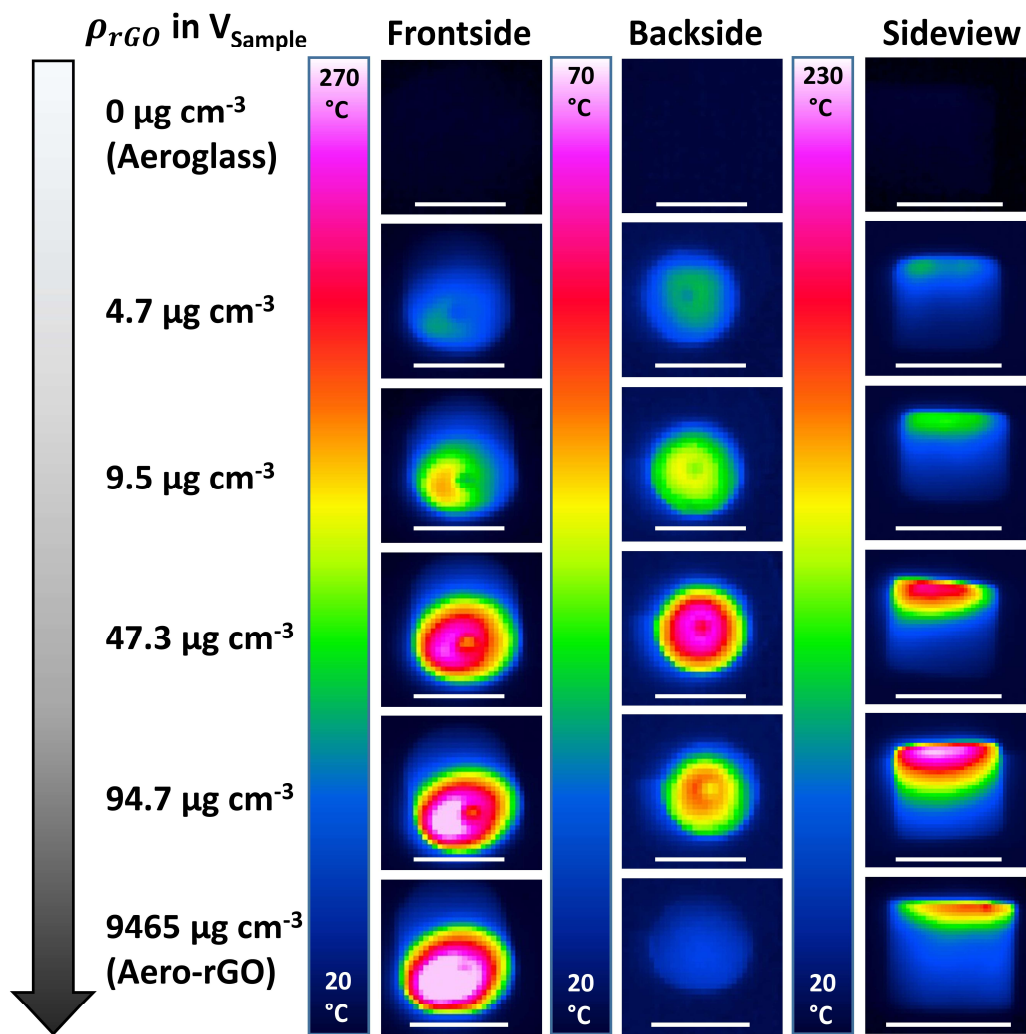 ρrGO in VSample
Frontside
Backside
Sideview
270
°C
70
°C
230
°C
0 µg cm-3
(Aeroglass)
4.7 µg cm-3
9.5 µg cm-3
47.3 µg cm-3
94.7 µg cm-3
9465 µg cm-3
(Aero-rGO)
20
°C
20
°C
20
°C